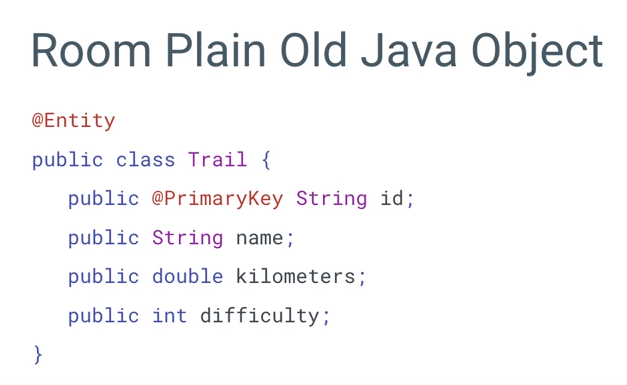 Room Plain Old Java Object
@Entity
public class Trail {
public @PrimaryKey String id;
public String name;
public double kilometers;
public int difficulty;
}